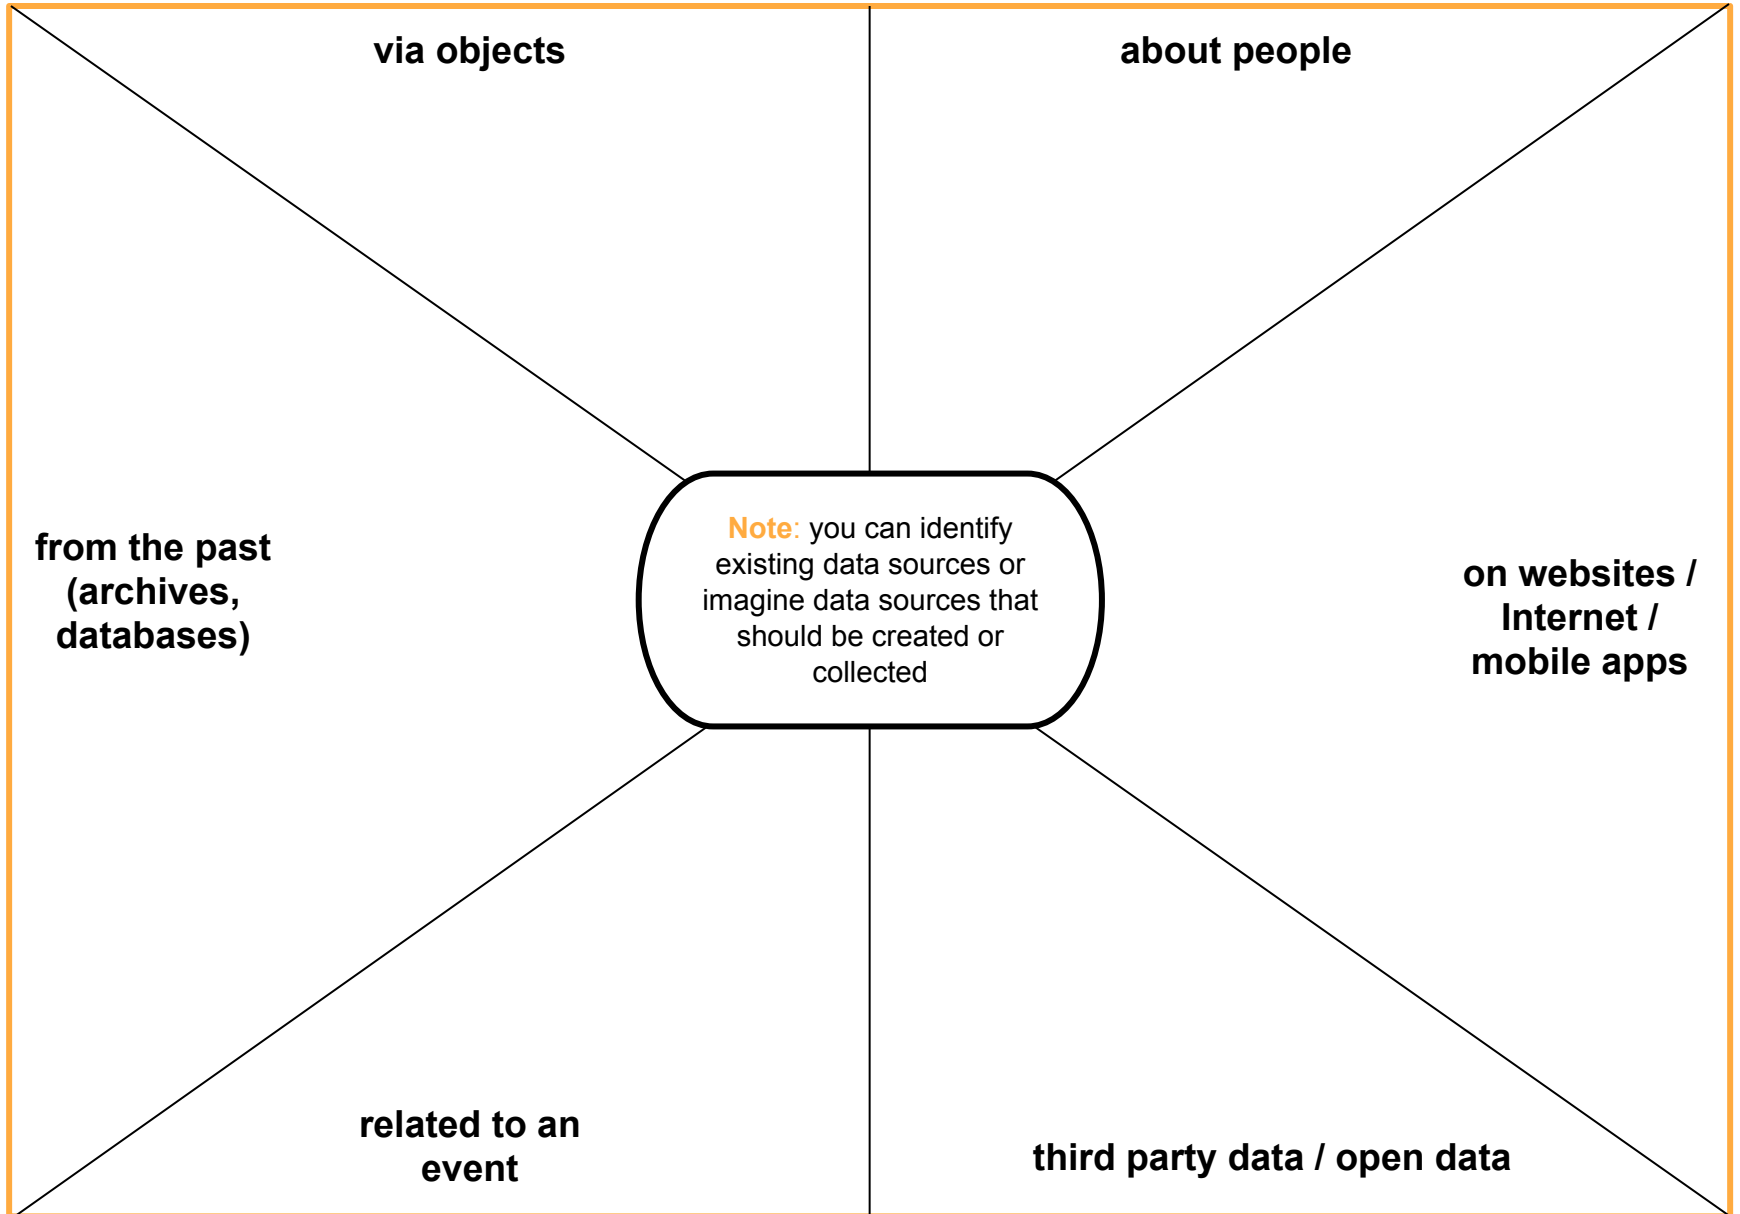 via objects
about people
from the past
(archives,
databases)
Note: you can identify
existing data sources or
imagine data sources that
should be created or
collected
on websites /
Internet /
mobile apps
related to an
event
third party data / open data